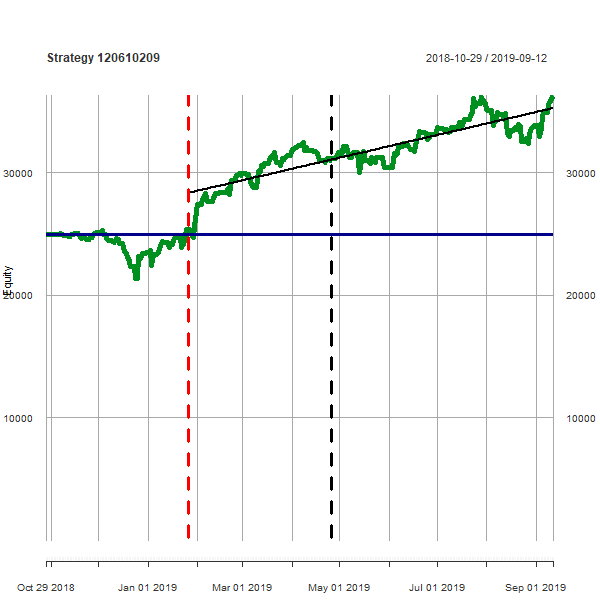 Strategy 120610209
2018-10-29 / 2019-09-12
30000
30000
Equity
20000
20000
10000
10000
Oct 29 2018
Jan 01 2019
Mar 01 2019
May 01 2019
Jul 01 2019
Sep 01 2019